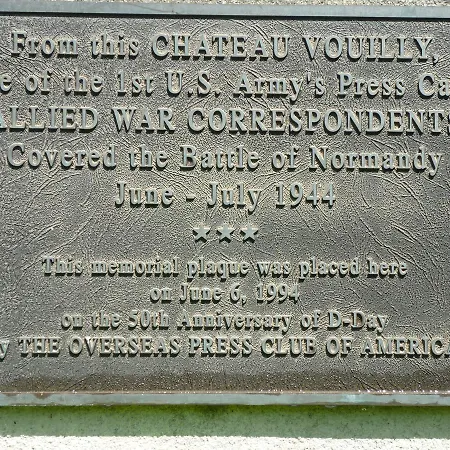 From this CHATEAU VOUILLY,
e of the 1st U.S. Army's Press Ca
ALLIED WAR CORRESPONDENTS
Covered the Battle of Normandy
June - July 1944
★★★
This memorial plaque was placed here
on June 6, 1994
on the 50th Anniversary of D-Day
y THE OVERSEAS PRESS CLUB OF AMERICA